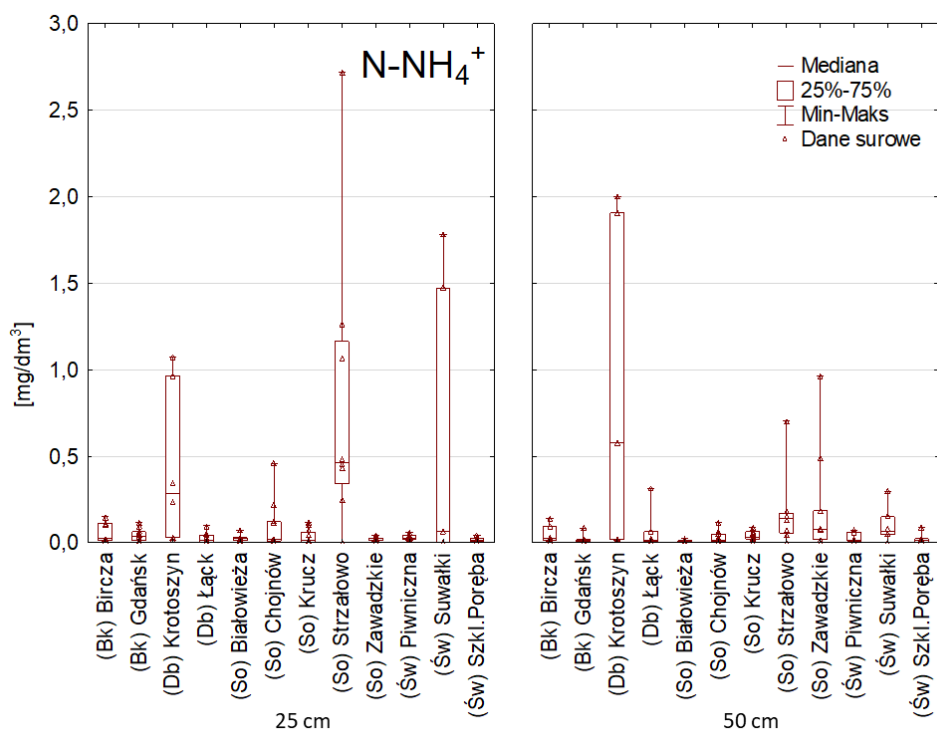 N-NH₄⁺
[mg/dm³]
3,0
2,5
2,0
1,5
1,0
0,5
0,0
Mediana
25%-75%
Min-Maks
Dane surowe
(Bk) Bircza
(Bk) Gdańsk
(Db) Krotoszyn
(Db) Łąck
(So) Białowieża
(So) Chojnów
(So) Krucz
(So) Strzałowo
(So) Zawadzkie
(Św) Piwniczna
(Św) Suwałki
(Św) Szkl.Poręba
25 cm
(Bk) Bircza
(Bk) Gdańsk
(Db) Krotoszyn
(Db) Łąck
(So) Białowieża
(So) Chojnów
(So) Krucz
(So) Strzałowo
(So) Zawadzkie
(Św) Piwniczna
(Św) Suwałki
(Św) Szkl.Poręba
50 cm